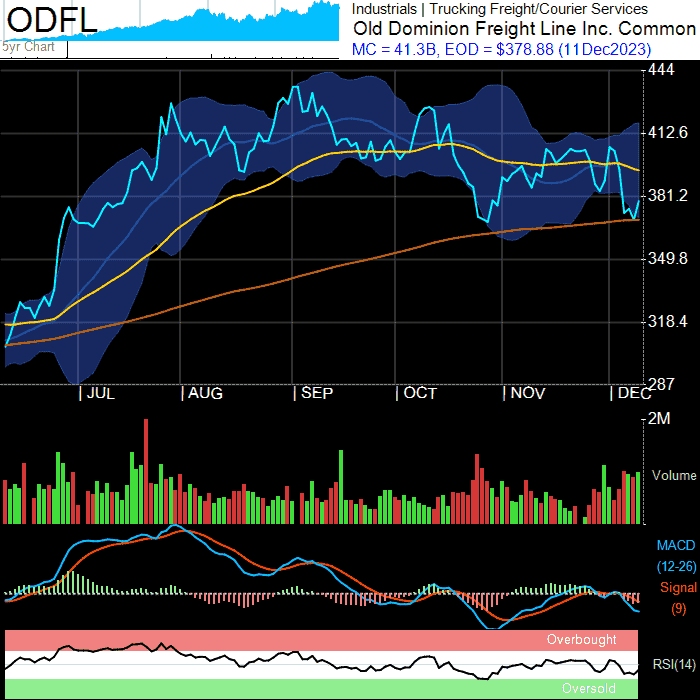 ODFL
5yr Chart
Industrials | Trucking Freight/Courier Services
Old Dominion Freight Line Inc. Common
MC = 41.3B, EOD = $378.88 (11Dec2023)
444
412.6
381.2
349.8
318.4
287
| JUL | AUG | SEP | OCT | NOV | DEC
2M
Volume
MACD
(12-26)
Signal
(9)
Overbought
RSI(14)
Oversold